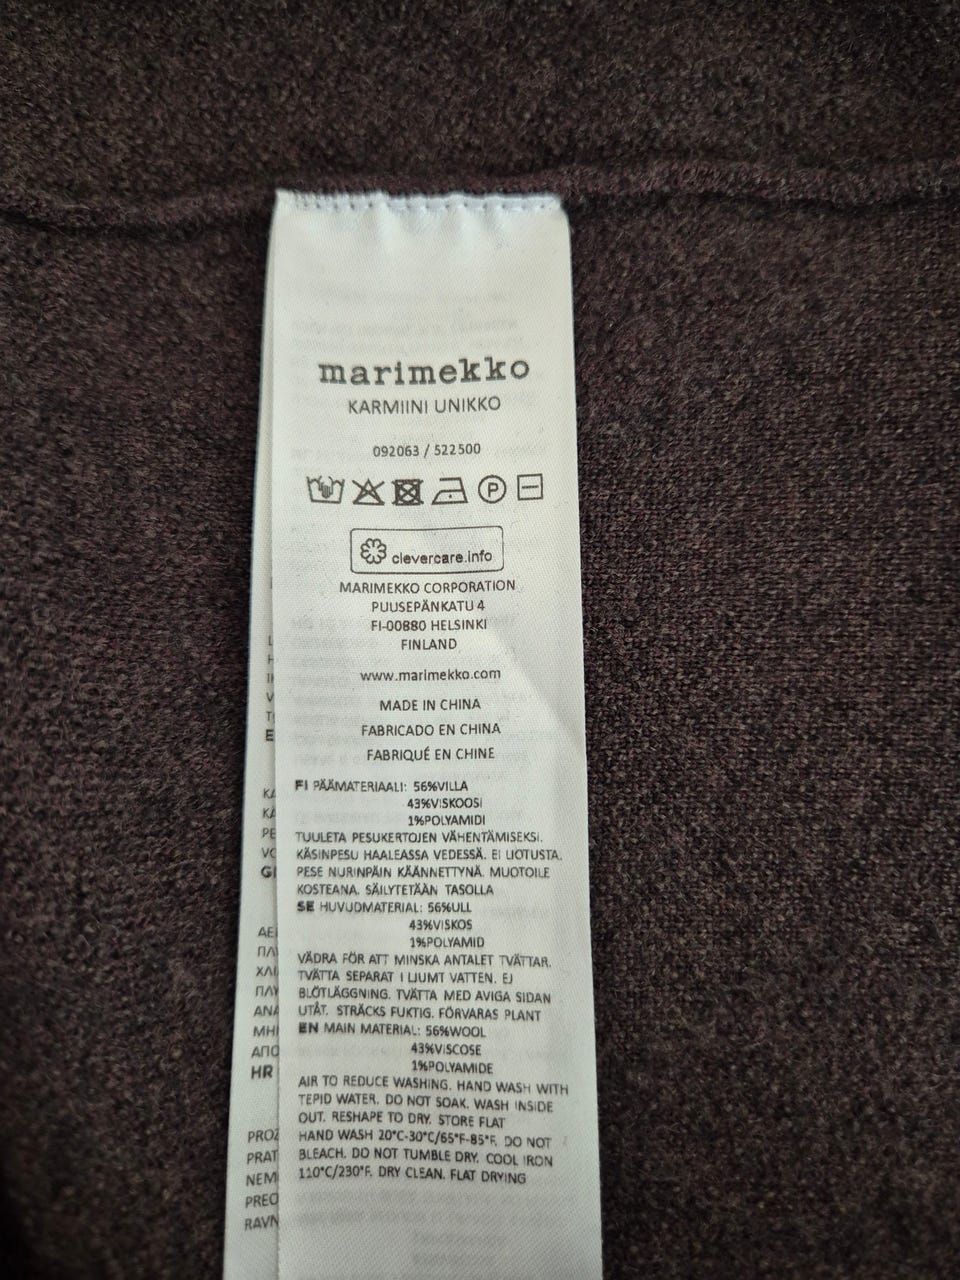 marimekko
KARMIINI UNIKKO
092063 / 522500
P
clevercare.info
MARIMEKKO CORPORATION
PUUSEPÄNKATU 4
FI-00880 HELSINKI
FINLAND
www.marimekko.com
MADE IN CHINA
FABRICADO EN CHINA
FABRIQUÉ EN CHINE
FI PÄÄMATERIAALI: 56%VILLA
43%VISKOOSI
1%POLYAMIDI
TUULETA PESUKERTOJEN VÄHENTÄMISEKSI.
KÄSINPESU HAALEASSA VEDESSÄ. EI LIOTUSTA.
PESE NURINPÄIN KÄÄNNETTYNÄ. MUOTOILE
KOSTEANA. SÄILYTETÄÄN TASOLLA
SE HUVUDMATERIAL: 56%ULL
43%VISKOS
1%POLYAMID
VÄDRA FÖR ATT MINSKA ANTALET TVÄTTAR.
TVÄTTA SEPARAT I LJUMT VATTEN. EJ
BLÖTLÄGGNING. TVÄTTA MED AVIGA SIDAN
UTÅT. STRÄCKS FUKTIG. FÖRVARAS PLANT
EN MAIN MATERIAL: 56%WOOL
43%VISCOSE
1%POLYAMIDE
AIR TO REDUCE WASHING. HAND WASH WITH
TEPID WATER. DO NOT SOAK. WASH INSIDE
OUT. RESHAPE TO DRY. STORE FLAT
HAND WASH 20°C-30°C/65°F-85°F. DO NOT
BLEACH. DO NOT TUMBLE DRY. COOL IRON
110°C/230°F. DRY CLEAN. FLAT DRYING
HR